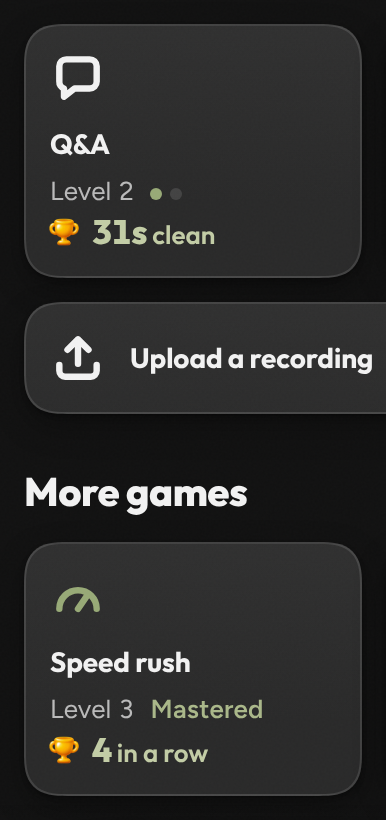 Q&A
Level 2
31s clean
Upload a recording
More games
Speed rush
Level 3 Mastered
4 in a row